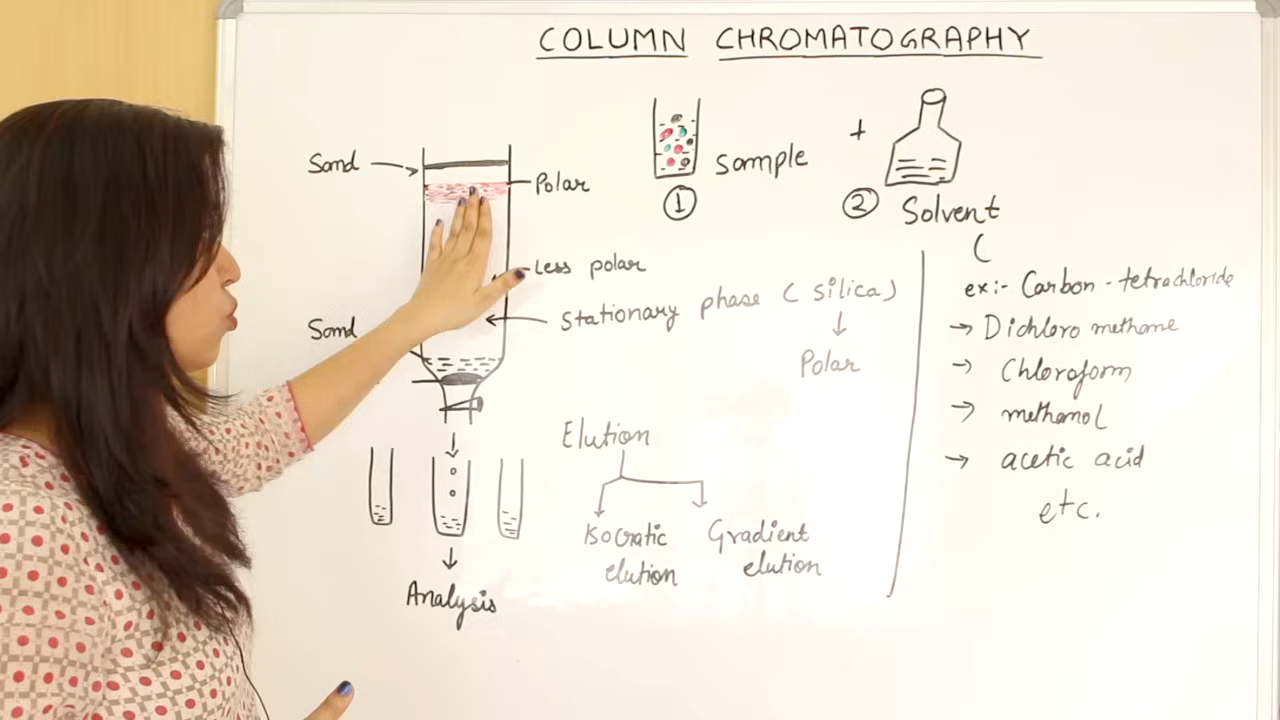 COLUMN CHROMATOGRAPHY
Sand
Polar
Less polar
Stationary phase (silica)
Polar
Sand
1
sample
+
2
Solvent
(
ex:- Carbon-tetrachloride
→ Dichloro methane
→ Chloroform
→ methanol
→ acetic acid
etc.
Elution
Isocratic
elution
Gradient
elution
Analysis